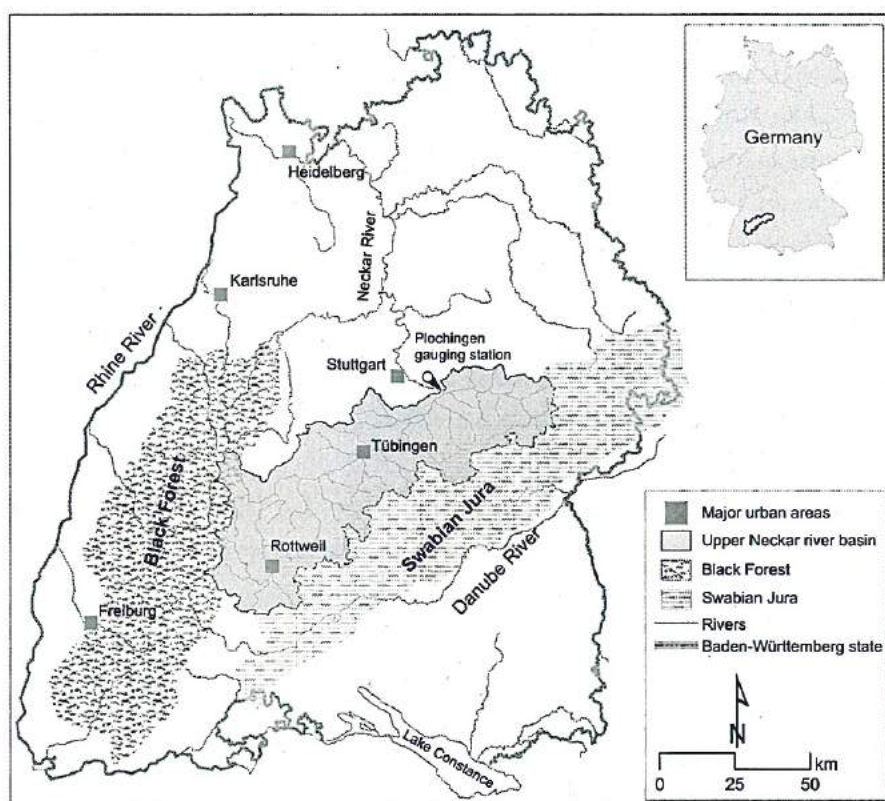 Germany
Heidelberg
Neckar River
Karlsruhe
Rhine River
Plochingen
gauging station
Stuttgart
Tübingen
Black Forest
Swabian Jura
Rottweil
Danube River
Freiburg
Lake Constance
Major urban areas
Upper Neckar river basin
Black Forest
Swabian Jura
Rivers
Baden-Württemberg state
N
km
0 25 50